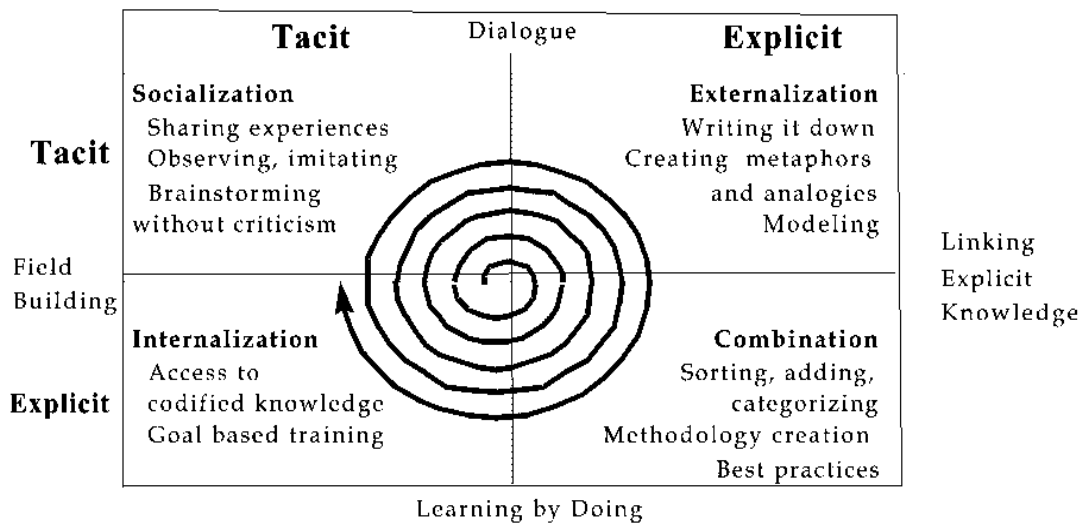 Tacit
Dialogue
Explicit
Socialization
Sharing experiences
Observing, imitating
Brainstorming
without criticism
Externalization
Writing it down
Creating metaphors
and analogies
Modeling
Tacit
Field
Building
Linking
Explicit
Knowledge
Internalization
Access to
codified knowledge
Goal based training
Combination
Sorting, adding,
categorizing
Methodology creation
Best practices
Explicit
Learning by Doing